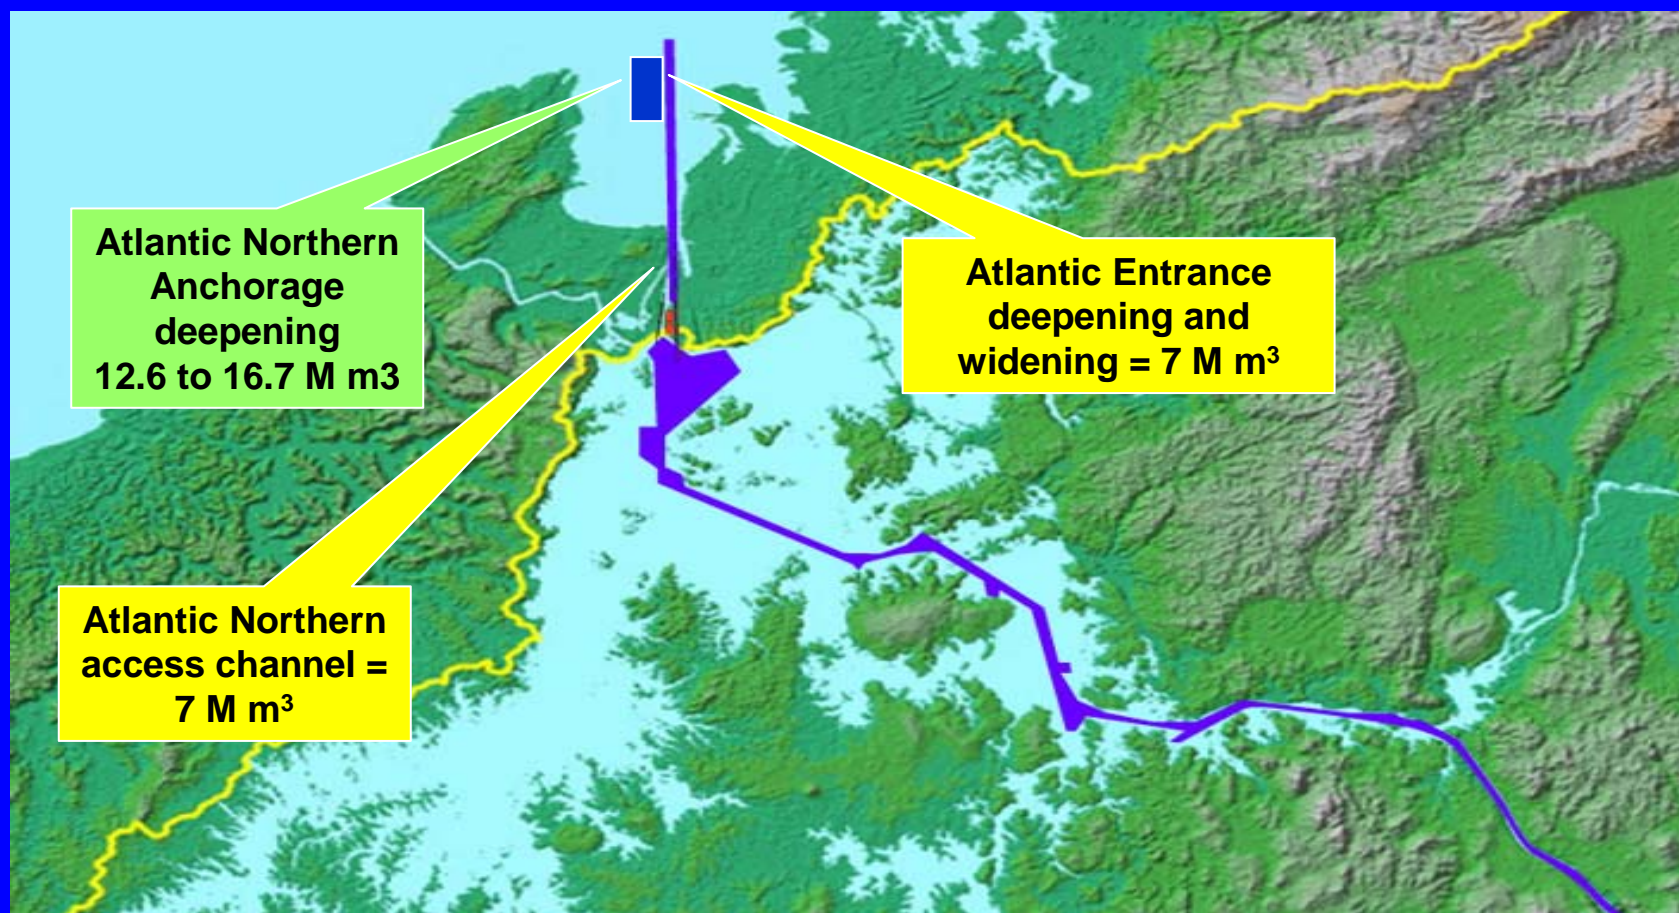 Atlantic Northern
Anchorage
deepening
12.6 to 16.7 M m3
Atlantic Entrance
deepening and
widening = 7 M m³
Atlantic Northern
access channel =
7 M m³